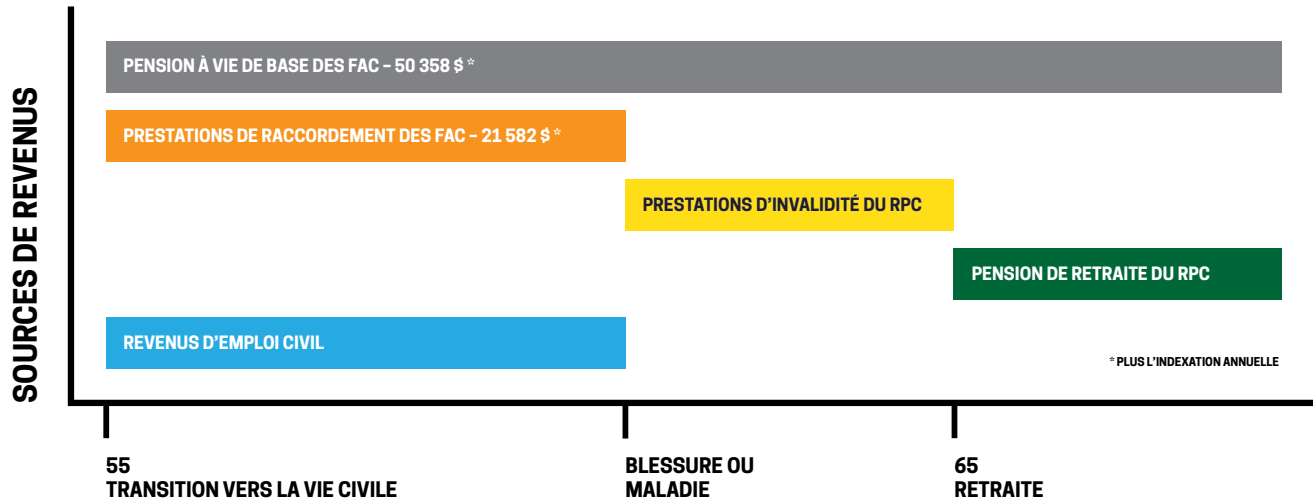 SOURCES DE REVENUS
PENSION À VIE DE BASE DES FAC – 50 358 $ *
PRESTATIONS DE RACCORDEMENT DES FAC – 21 582 $ *
PRESTATIONS D'INVALIDITÉ DU RPC
PENSION DE RETRAITE DU RPC
REVENUS D'EMPLOI CIVIL
* PLUS L'INDEXATION ANNUELLE
55
TRANSITION VERS LA VIE CIVILE
BLESSURE OU
MALADIE
65
RETRAITE